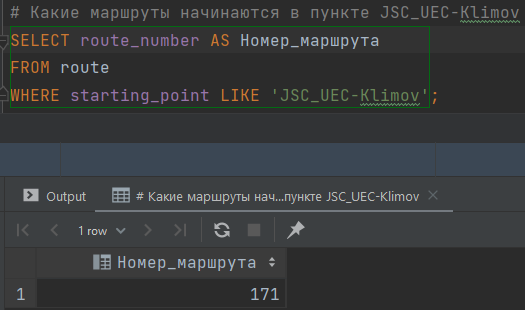 # Какие маршруты начинаются в пункте JSC_UEC-Klimov
SELECT route_number AS Номер_маршрута
FROM route
WHERE starting_point LIKE 'JSC_UEC-Klimov';
Output
# Какие маршруты нач...пункте JSC_UEC-Klimov
1 row
Номер_маршрута
1 171